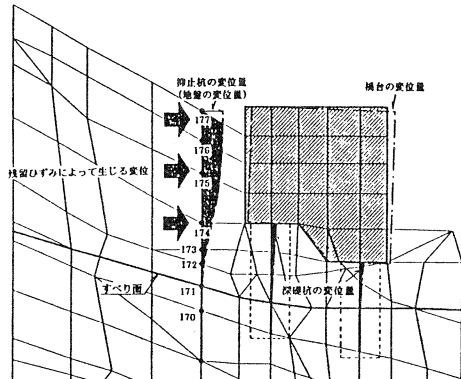 抑止杭の変位量
(地盤の変位量)
橋台の変位量
177
176
残留ひずみによって生じる変位
175
174
173
172
すべり面
171
深礎杭の変位量
170